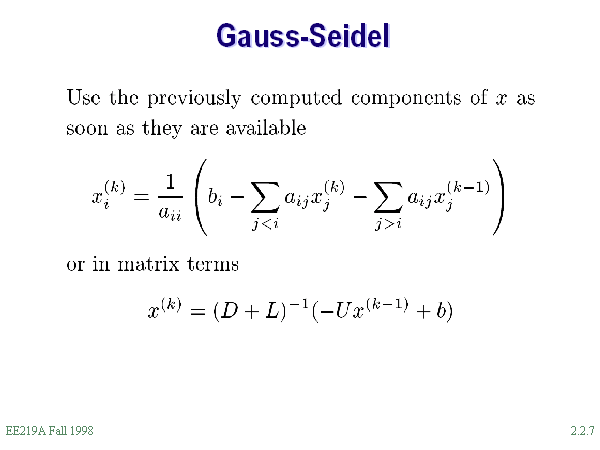 Gauss-Seidel
Use the previously computed components of x as
soon as they are available
x_i^{(k)} = \frac{1}{a_{ii}} \left( b_i - \sum_{j<i} a_{ij} x_j^{(k)} - \sum_{j>i} a_{ij} x_j^{(k-1)} \right)
or in matrix terms
x^{(k)} = (D + L)^{-1}(-Ux^{(k-1)} + b)
EE219A Fall 1998 2.2.7